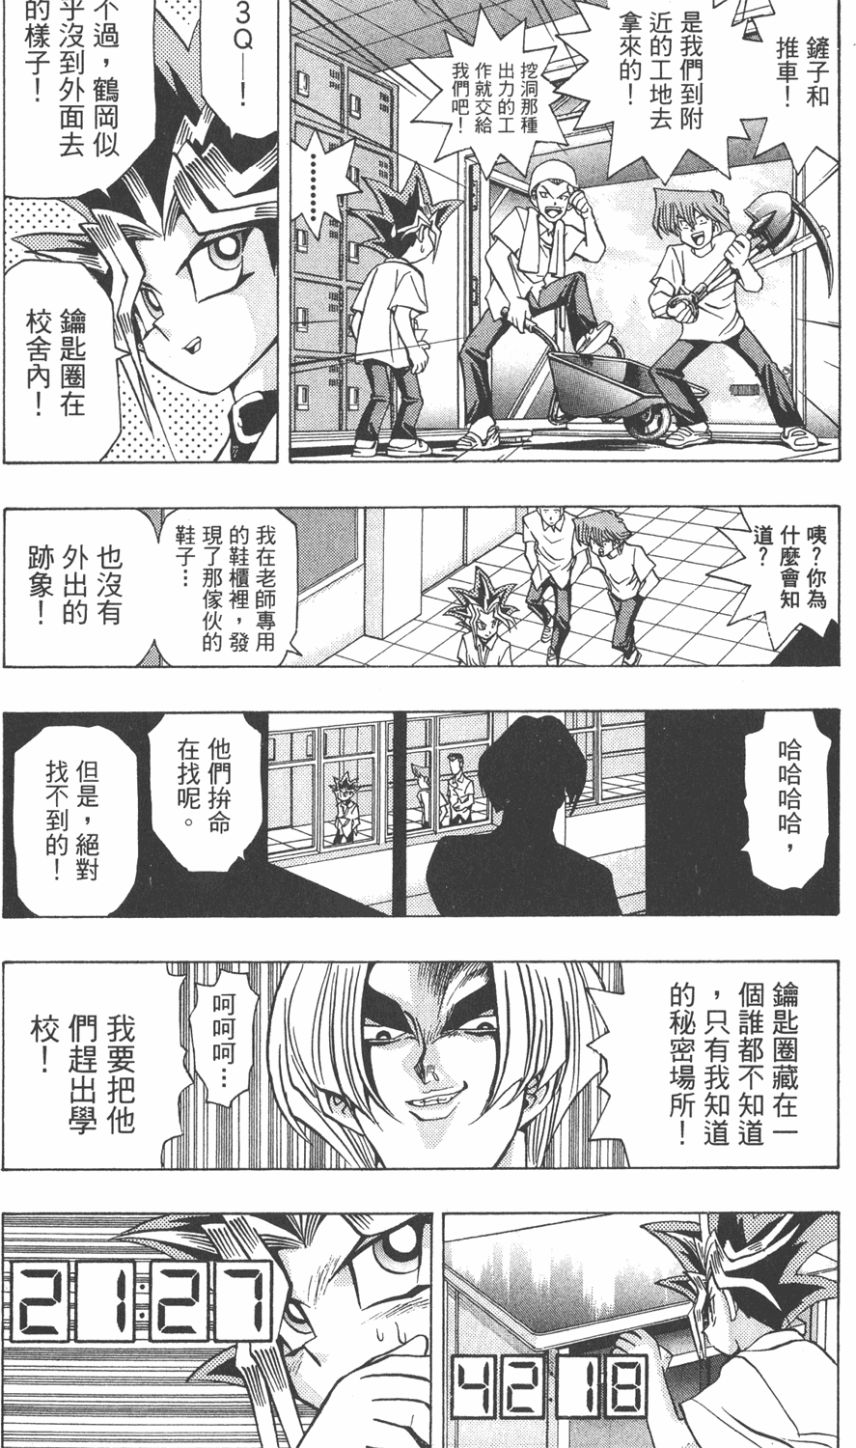 鏟子和
推車！
是我們到附
近的工地去
拿來的！
挖洞那種
出力的工
作就交給
我們吧！
………
3Q—！
不過，鶴岡似
乎沒到外面去
的樣子！
鑰匙圈在
校舍內！
咦？你為
什麼會知
道？
我在老師專用
的鞋櫃裡，發
現了那傢伙的
鞋子…
也沒有
外出的
跡象！
哈哈哈哈，
他們拚命
在找呢。
但是，絕對
找不到的！
鑰匙圈藏在一
個誰都不知道
，只有我知道
的秘密場所！
呵呵呵…
我要把他
們趕出學
校！
42:18
21:27